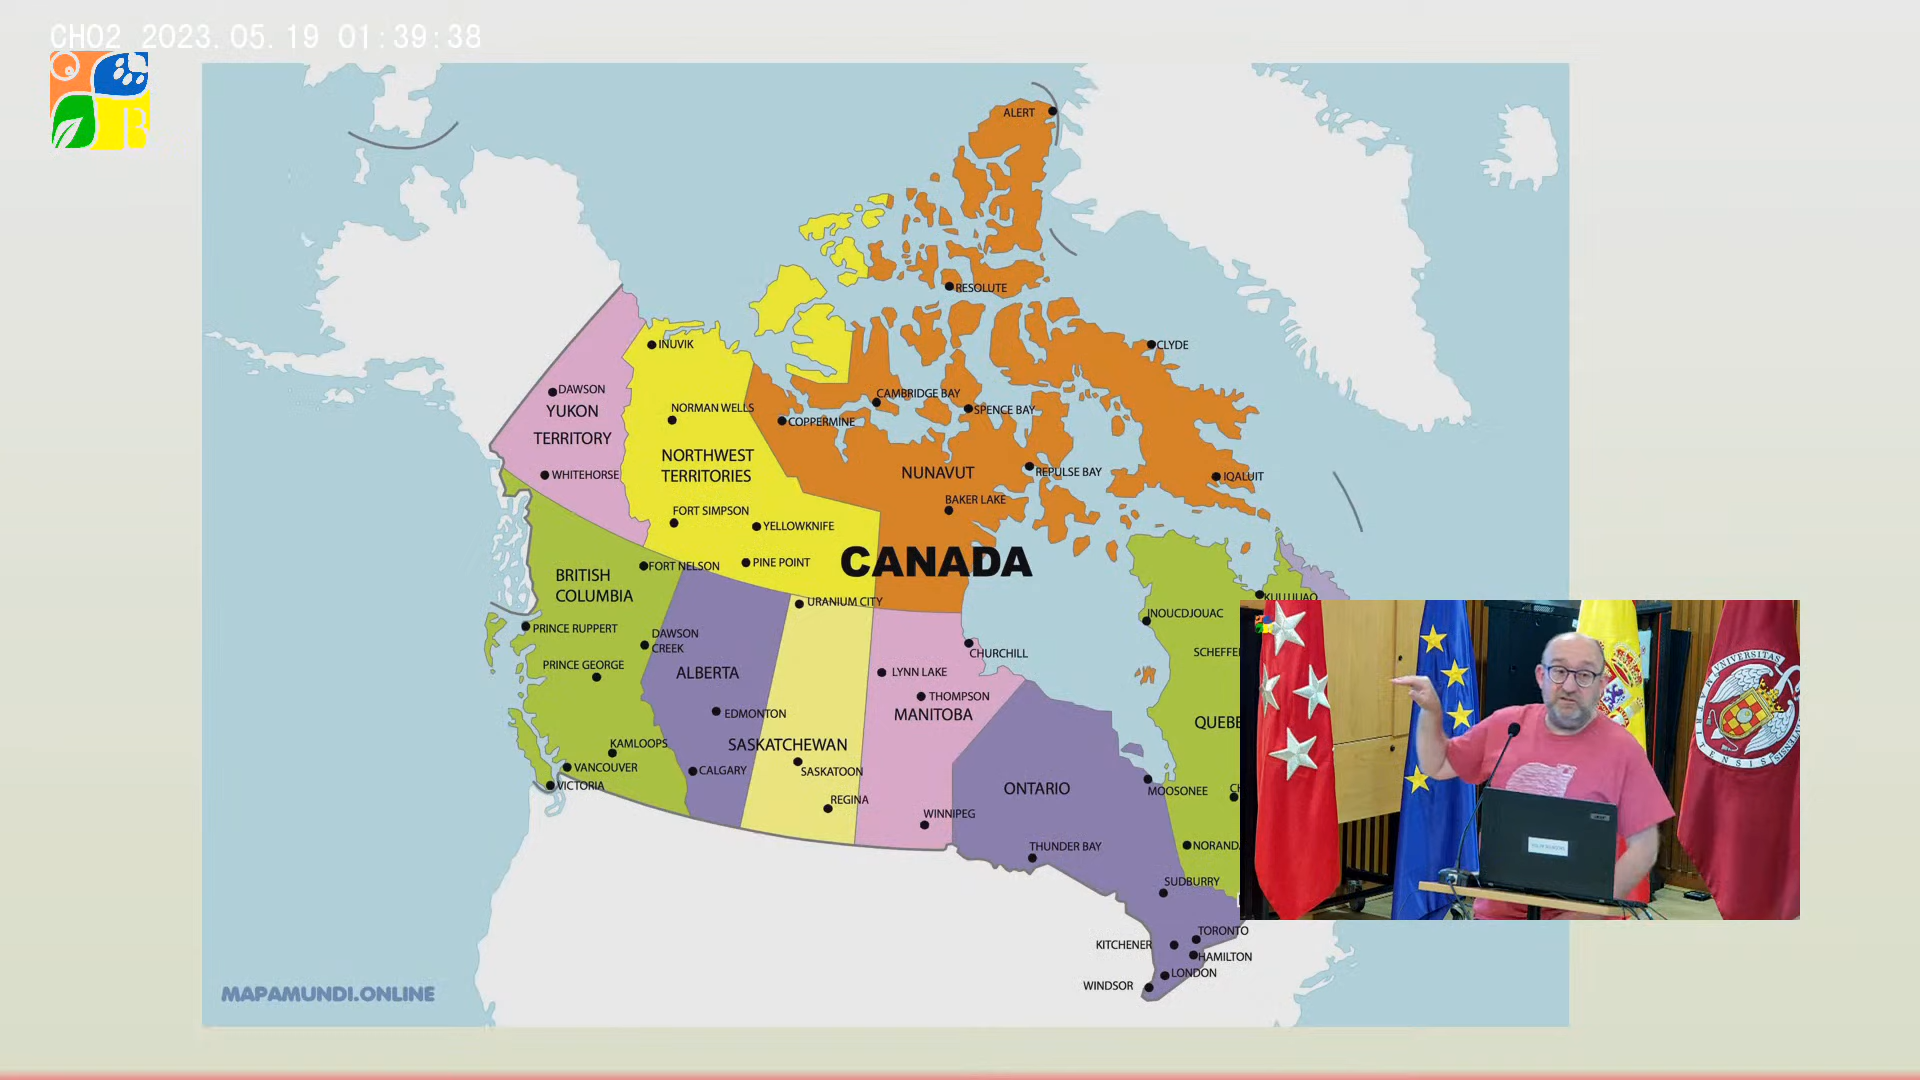 CH02 2023.05.19 01:39:38
B
ALERT
RESOLUTE
INUVIK
CLYDE
DAWSON
YUKON
TERRITORY
NORMAN WELLS
CAMBRIDGE BAY
SPENCE BAY
COPPERMINE
WHITEHORSE
NORTHWEST
TERRITORIES
NUNAVUT
REPULSE BAY
IQALUIT
BAKER LAKE
FORT SIMPSON
YELLOWKNIFE
CANADA
FORT NELSON
PINE POINT
BRITISH
COLUMBIA
URANIUM CITY
INOUCDJOUAC
PRINCE RUPPERT
DAWSON
CREEK
PRINCE GEORGE
ALBERTA
CHURCHILL
LYNN LAKE
THOMPSON
MANITOBA
EDMONTON
SASKATCHEWAN
SASKATOON
KAMLOOPS
VANCOUVER
VICTORIA
CALGARY
REGINA
WINNIPEG
ONTARIO
MOOSONEE
THUNDER BAY
SUDBURRY
TORONTO
KITCHENER
HAMILTON
LONDON
WINDSOR
MAPAMUNDI.ONLINE